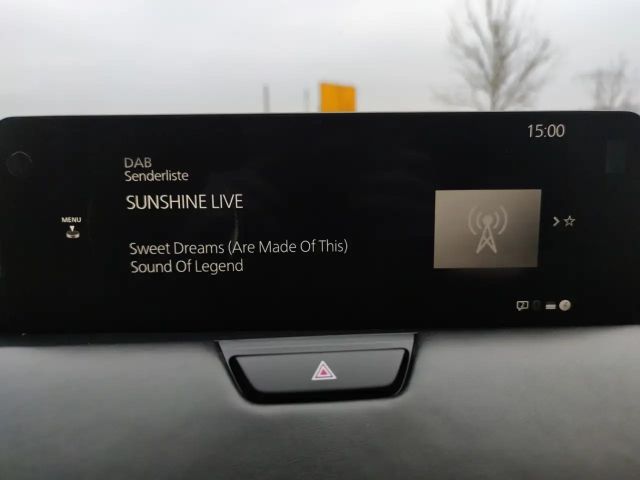 15:00
DAB
Senderliste
SUNSHINE LIVE
MENU
Sweet Dreams (Are Made Of This)
Sound Of Legend